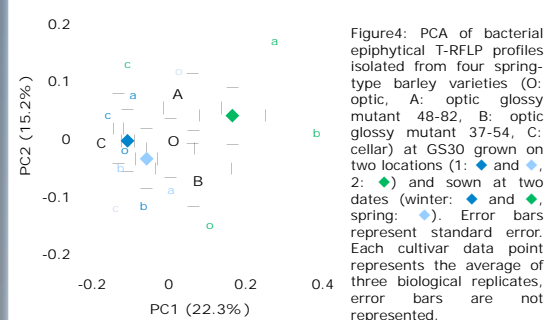 0.2
0.1
0
-0.1
-0.2
PC2 (15.2%)
a
c
o
a
A
c
b
C
O
o
b
B
a
c
b
o
-0.2
0
0.2
0.4
PC1 (22.3%)
Figure4: PCA of bacterial
epiphytical T-RFLP profiles
isolated from four spring-
type barley varieties (O:
optic, A: optic glossy
mutant 48-82, B: optic
glossy mutant 37-54, C:
cellar) at GS30 grown on
two locations (1: ◆ and ◆,
2: ◆) and sown at two
dates (winter: ◆ and ◆,
spring: ◆). Error bars
represent standard error.
Each cultivar data point
represents the average of
three biological replicates,
error bars are not
represented.